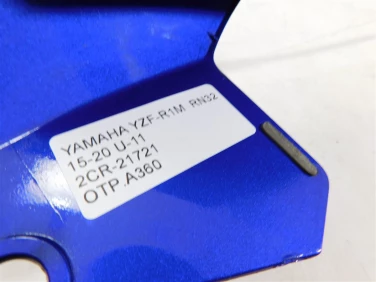 YAMAHA YZF-R1M RN32
15-20 U-11
2CR-21721
OTP.A360